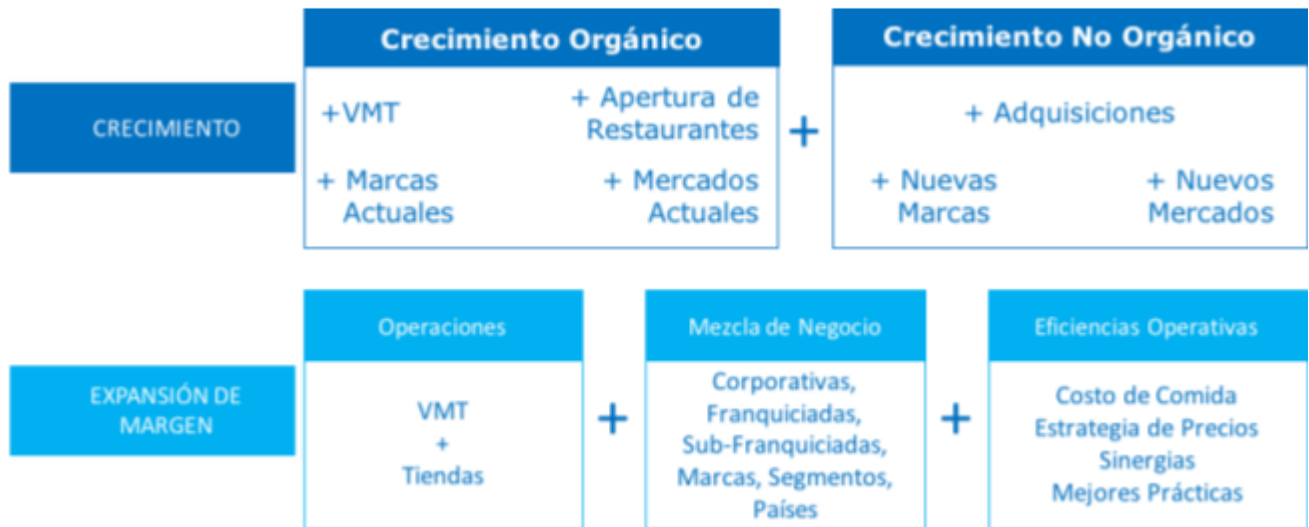 Crecimiento Orgánico
Crecimiento No Orgánico
CRECIMIENTO
+VMT
+ Apertura de
Restaurantes
+ Marcas
Actuales
+ Mercados
Actuales
+
+ Adquisiciones
+ Nuevas
Marcas
+ Nuevos
Mercados
EXPANSIÓN DE
MARGEN
Operaciones
VMT
+
Tiendas
+
Mezcla de Negocio
Corporativas,
Franquiciadas,
Sub-Franquiciadas,
Marcas, Segmentos,
Países
+
Eficiencias Operativas
Costo de Comida
Estrategia de Precios
Sinergias
Mejores Prácticas